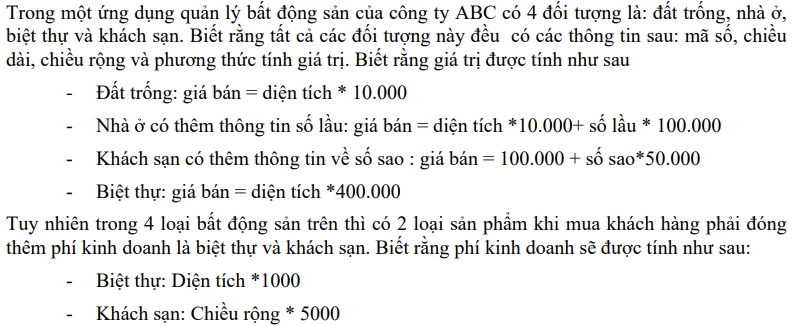 Trong một ứng dụng quản lý bất động sản của công ty ABC có 4 đối tượng là: đất trống, nhà ở,
biệt thự và khách sạn. Biết rằng tất cả các đối tượng này đều có các thông tin sau: mã số, chiều
dài, chiều rộng và phương thức tính giá trị. Biết rằng giá trị được tính như sau
- Đất trống: giá bán = diện tích * 10.000
- Nhà ở có thêm thông tin số lầu: giá bán = diện tích *10.000+ số lầu * 100.000
- Khách sạn có thêm thông tin về số sao : giá bán = 100.000 + số sao*50.000
- Biệt thự: giá bán = diện tích *400.000
Tuy nhiên trong 4 loại bất động sản trên thì có 2 loại sản phẩm khi mua khách hàng phải đóng
thêm phí kinh doanh là biệt thự và khách sạn. Biết rằng phí kinh doanh sẽ được tính như sau:
- Biệt thự: Diện tích *1000
- Khách sạn: Chiều rộng * 5000